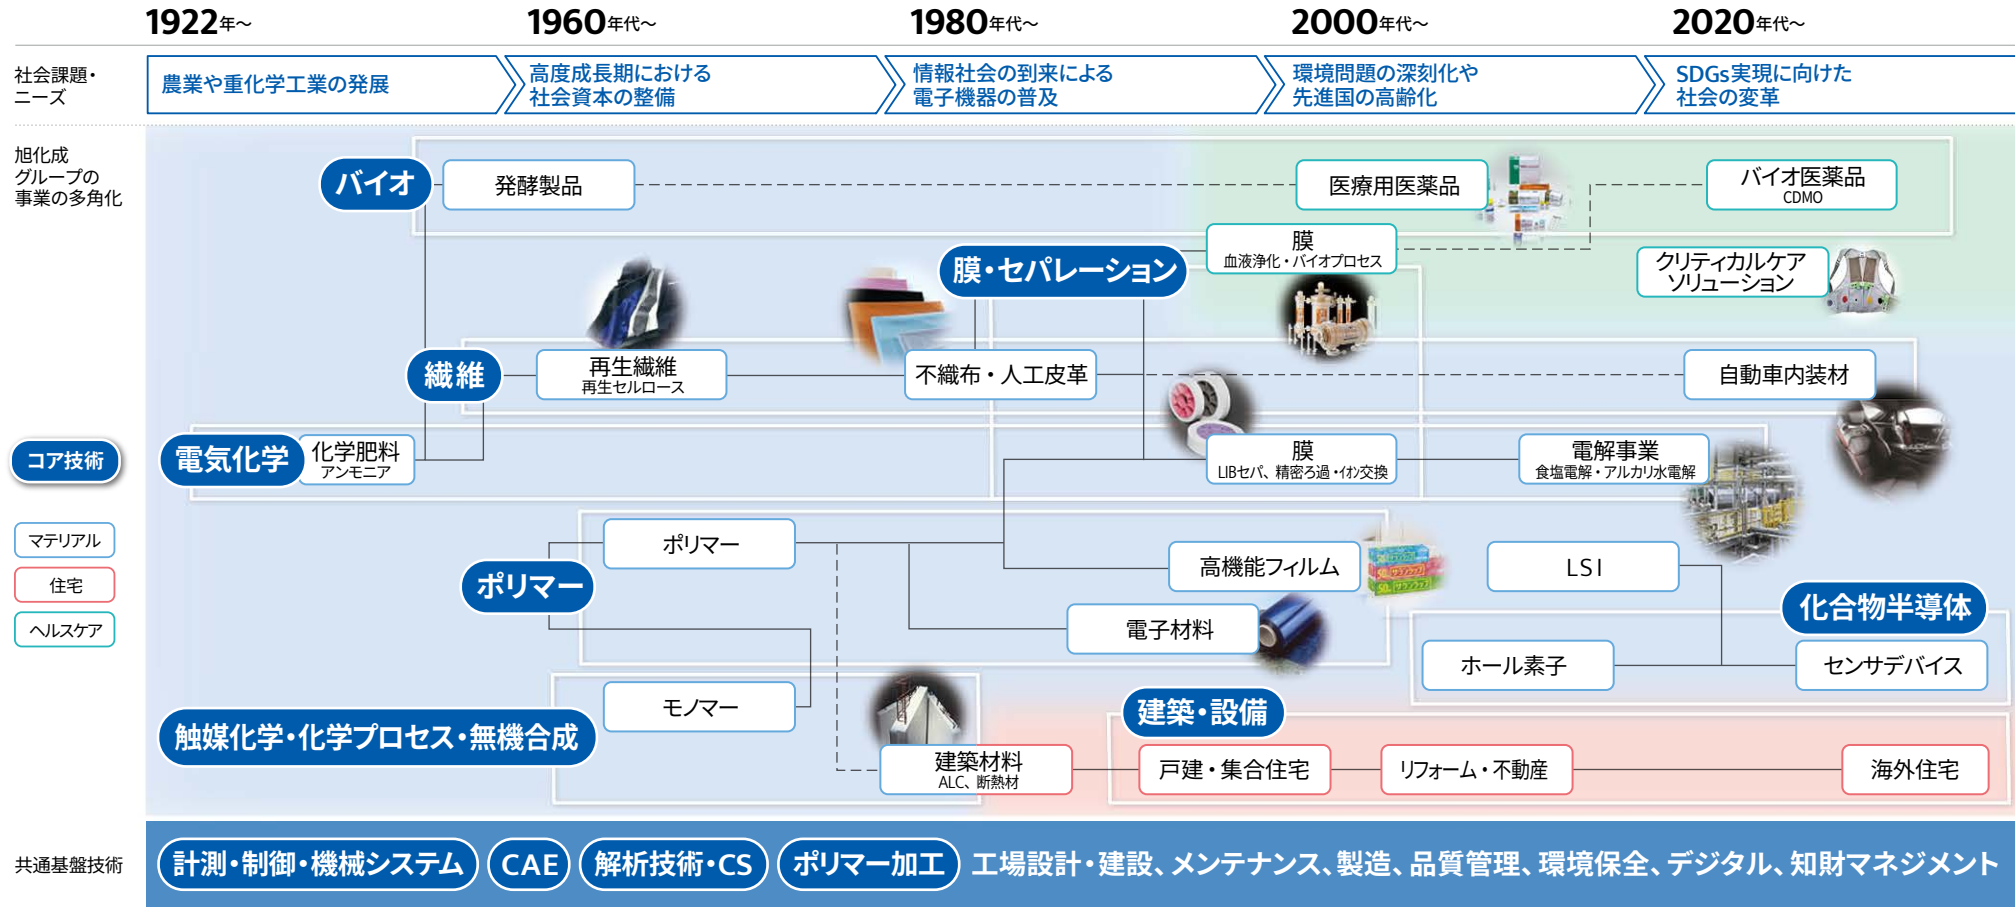 1922年～
1960年代～
1980年代～
2000年代～
2020年代～
社会課題・
ニーズ
農業や重化学工業の発展
高度成長期における
社会資本の整備
情報社会の到来による
電子機器の普及
環境問題の深刻化や
先進国の高齢化
SDGs実現に向けた
社会の変革
旭化成
グループの
事業の多角化
バイオ
発酵製品
医療用医薬品
バイオ医薬品
CDMO
膜・セパレーション
膜
血液浄化・バイオプロセス
クリティカルケア
ソリューション
繊維
再生繊維
再生セルロース
不織布・人工皮革
自動車内装材
コア技術
電気化学
化学肥料
アンモニア
膜
LIBセパ、精密ろ過・イオン交換
電解事業
食塩電解・アルカリ水電解
マテリアル
住宅
ヘルスケア
ポリマー
ポリマー
高機能フィルム
LSI
電子材料
化合物半導体
ホール素子
センサデバイス
モノマー
触媒化学・化学プロセス・無機合成
建築・設備
建築材料
ALC、断熱材
戸建・集合住宅
リフォーム・不動産
海外住宅
共通基盤技術
計測・制御・機械システム
CAE
解析技術・CS
ポリマー加工
工場設計・建設、メンテナンス、製造、品質管理、環境保全、デジタル、知財マネジメント